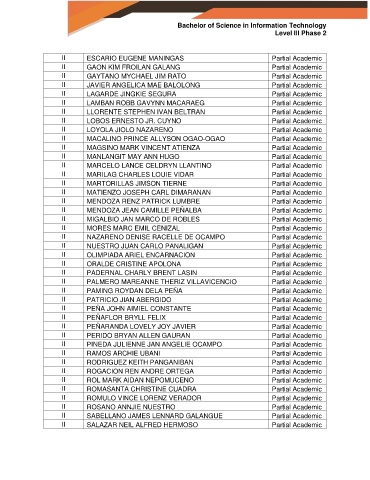 Bachelor of Science in Information Technology
Level III Phase 2
II ESCARIO EUGENE MANINGAS Partial Academic
II GAON KIM FROILAN GALANG Partial Academic
II GAYTANO MYCHAEL JIM RATO Partial Academic
II JAVIER ANGELICA MAE BALOLONG Partial Academic
II LAGARDE JINGKIE SEGURA Partial Academic
II LAMBAN ROBB GAVYNN MACARAEG Partial Academic
II LLORENTE STEPHEN IVAN BELTRAN Partial Academic
II LOBOS ERNESTO JR. CUYNO Partial Academic
II LOYOLA JIOLO NAZARENO Partial Academic
II MACALINO PRINCE ALLYSON OGAO-OGAO Partial Academic
II MAGSINO MARK VINCENT ATIENZA Partial Academic
II MANLANGIT MAY ANN HUGO Partial Academic
II MARCELO LANCE CELDRYN LLANTINO Partial Academic
II MARILAG CHARLES LOUIE VIDAR Partial Academic
II MARTORILLAS JIMSON TIERNE Partial Academic
II MATIENZO JOSEPH CARL DIMARANAN Partial Academic
II MENDOZA RENZ PATRICK LUMBRE Partial Academic
II MENDOZA JEAN CAMILLE PEÑALBA Partial Academic
II MIGALBIO JAN MARCO DE ROBLES Partial Academic
II MORES MARC EMIL CENIZAL Partial Academic
II NAZARENO DENISE RACELLE DE OCAMPO Partial Academic
II NUESTRO JUAN CARLO PANALIGAN Partial Academic
II OLIMPIADA ARIEL ENCARNACION Partial Academic
II ORALDE CRISTINE APOLONA Partial Academic
II PADERNAL CHARLY BRENT LASIN Partial Academic
II PALMERO MAREANNE THERIZ VILLAVICENCIO Partial Academic
II PAMING ROYDAN DELA PEÑA Partial Academic
II PATRICIO JIAN ABERGIDO Partial Academic
II PEÑA JOHN AIMIEL CONSTANTE Partial Academic
II PEÑAFLOR BRYLL FELIX Partial Academic
II PEÑARANDA LOVELY JOY JAVIER Partial Academic
II PERIDO BRYAN ALLEN GAURAN Partial Academic
II PINEDA JULIENNE JAN ANGELIE OCAMPO Partial Academic
II RAMOS ARCHIE UBANI Partial Academic
II RODRIGUEZ KEITH PANGANIBAN Partial Academic
II ROGACION REN ANDRE ORTEGA Partial Academic
II ROL MARK AIDAN NEPOMUCENO Partial Academic
II ROMASANTA CHRISTINE CUADRA Partial Academic
II ROMULO VINCE LORENZ VERADOR Partial Academic
II ROSANO ANNJIE NUESTRO Partial Academic
II SABELLANO JAMES LENNARD GALANGUE Partial Academic
II SALAZAR NEIL ALFRED HERMOSO Partial Academic